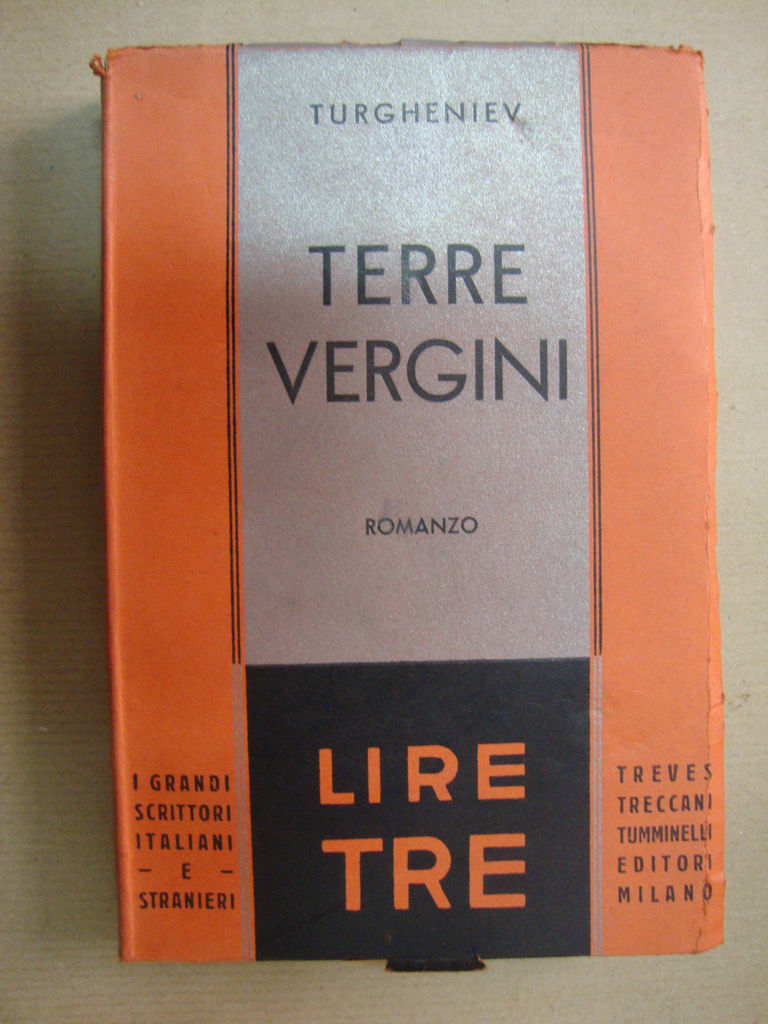 TURGHENIEV
TERRE
VERGINI
ROMANZO
LIRE
TRE
I GRANDI
SCRITTORI
ITALIANI
– E –
STRANIERI
TREVES
TRECCANI
TUMMINELLI
EDITORI
MILANO